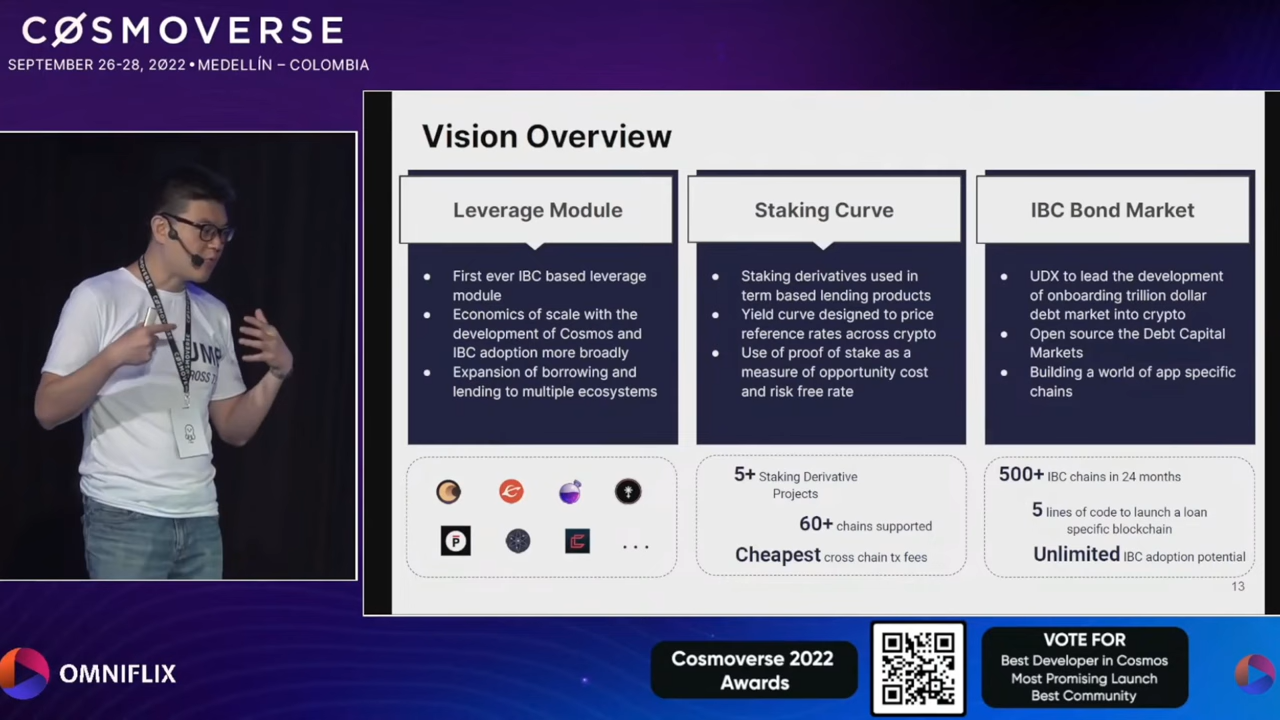 CØSMOVERSE
SEPTEMBER 26-28, 2022 • MEDELLÍN – COLOMBIA
Vision Overview
Leverage Module
• First ever IBC based leverage
module
• Economics of scale with the
development of Cosmos and
IBC adoption more broadly
• Expansion of borrowing and
lending to multiple ecosystems
...
Staking Curve
• Staking derivatives used in
term based lending products
• Yield curve designed to price
reference rates across crypto
• Use of proof of stake as a
measure of opportunity cost
and risk free rate
5+ Staking Derivative
Projects
60+ chains supported
Cheapest cross chain tx fees
IBC Bond Market
• UDX to lead the development
of onboarding trillion dollar
debt market into crypto
• Open source the Debt Capital
Markets
• Building a world of app specific
chains
500+ IBC chains in 24 months
5 lines of code to launch a loan
specific blockchain
Unlimited IBC adoption potential
13
OMNIFLIX
Cosmoverse 2022
Awards
VOTE FOR
Best Developer in Cosmos
Most Promising Launch
Best Community